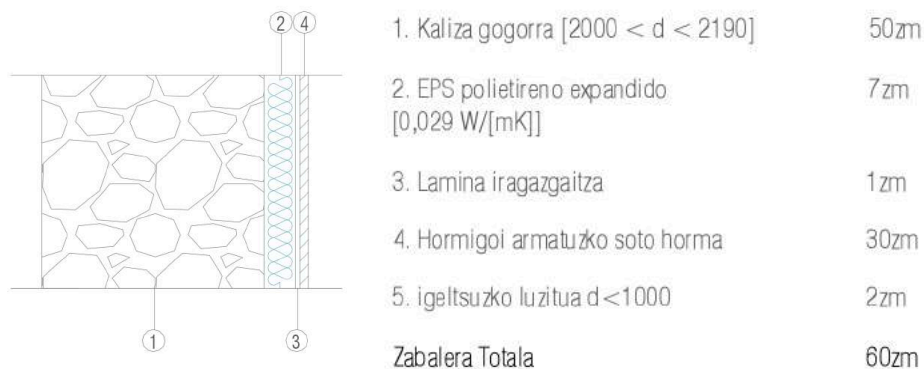 2 4
1. Kaliza gogorra [2000 < d < 2190] 50zm
2. EPS polietireno expandido 7zm
[0,029 W/[mK]]
3. Lamina iragazgaitza 1zm
4. Hormigoi armatuzko soto horma 30zm
5. igeltsuzko luzitua d<1000 2zm
1 3
Zabalera Totala 60zm